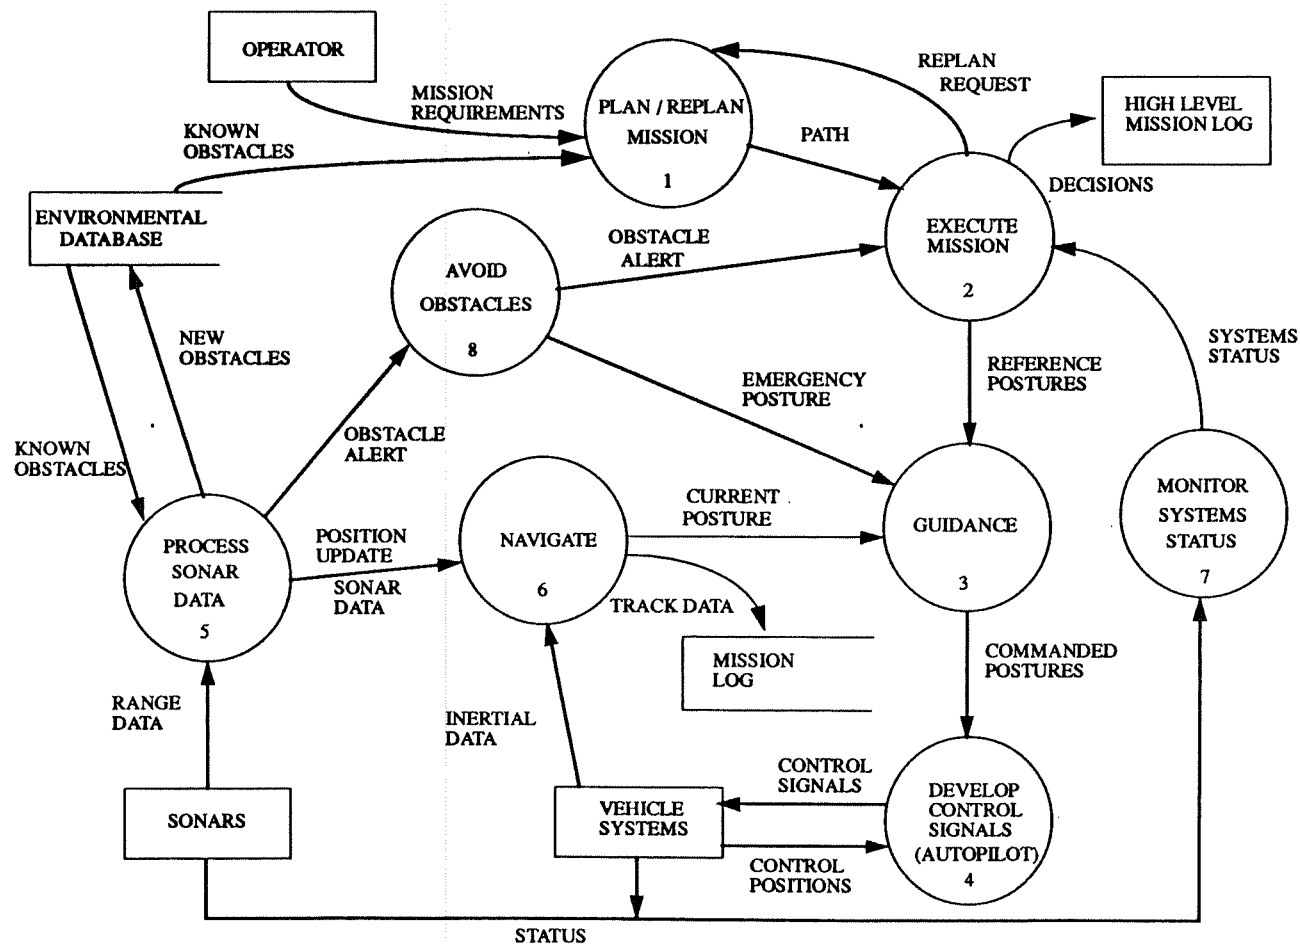 OPERATOR
MISSION
REQUIREMENTS
KNOWN
OBSTACLES
PLAN / REPLAN
MISSION
1
REPLAN
REQUEST
PATH
HIGH LEVEL
MISSION LOG
DECISIONS
ENVIRONMENTAL
DATABASE
AVOID
OBSTACLES
8
OBSTACLE
ALERT
EXECUTE
MISSION
2
NEW
OBSTACLES
EMERGENCY
POSTURE
REFERENCE
POSTURES
SYSTEMS
STATUS
KNOWN
OBSTACLES
OBSTACLE
ALERT
PROCESS
SONAR
DATA
5
POSITION
UPDATE
SONAR
DATA
NAVIGATE
6
CURRENT
POSTURE
TRACK DATA
MISSION
LOG
GUIDANCE
3
MONITOR
SYSTEMS
STATUS
7
COMMANDED
POSTURES
RANGE
DATA
INERTIAL
DATA
SONARS
VEHICLE
SYSTEMS
CONTROL
SIGNALS
CONTROL
POSITIONS
DEVELOP
CONTROL
SIGNALS
(AUTOPILOT)
4
STATUS